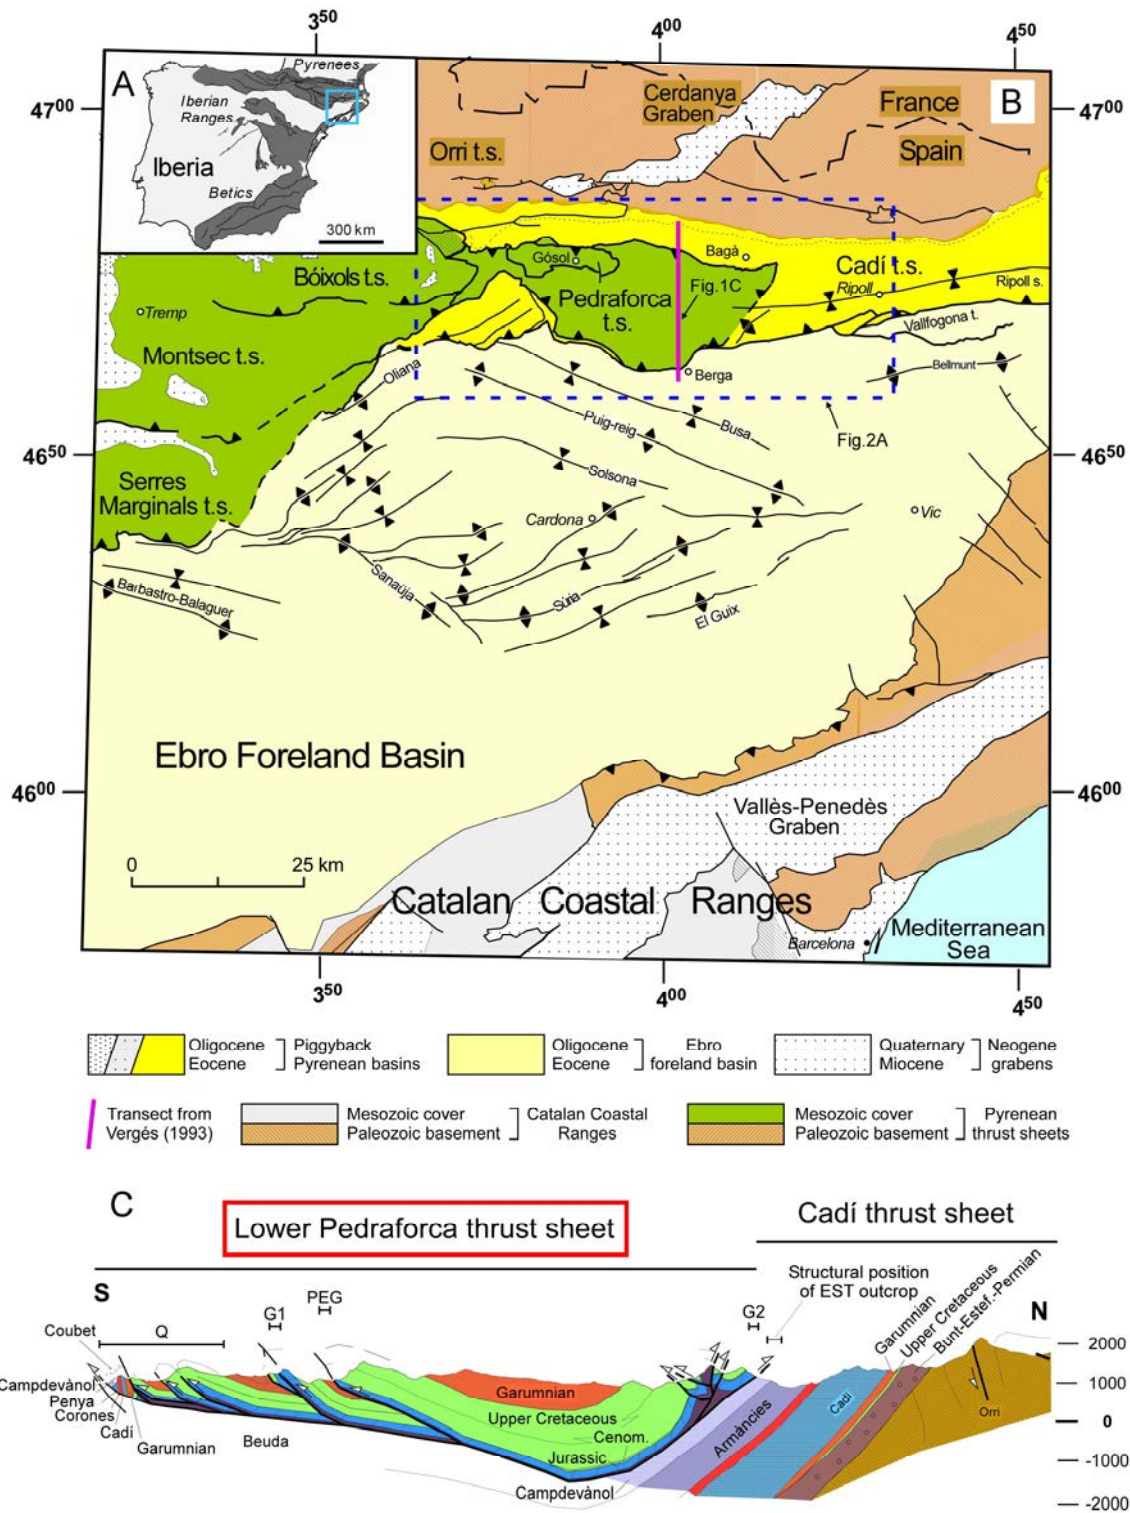 3⁵⁰
4⁰⁰
4⁵⁰
A
Pyrenees
Iberian
Ranges
Iberia
Betics
300 km
B
47⁰⁰
47⁰⁰
Cerdanya
Graben
France
Spain
Orri t.s.
Bóixols t.s.
Gósol
Bagà
Cadí t.s.
Ripoll
Ripoll s.
Fig.1C
Pedraforca
t.s.
Tremp
Vallfogona t.
Montsec t.s.
Oliana
Berga
Bellmunt
Busa
Fig.2A
Puig-reig
46⁵⁰
46⁵⁰
Solsona
Serres
Marginals t.s.
Cardona
Vic
Sanaüja
Súria
El Guix
Barbastro-Balaguer
Ebro Foreland Basin
46⁰⁰
46⁰⁰
Vallès-Penedès
Graben
0
25 km
Catalan Coastal Ranges
Barcelona
Mediterranean
Sea
3⁵⁰
4⁰⁰
4⁵⁰
Oligocene
Eocene
Piggyback
Pyrenean basins
Oligocene
Eocene
Ebro
foreland basin
Quaternary
Miocene
Neogene
grabens
Transect from
Vergés (1993)
Mesozoic cover
Paleozoic basement
Catalan Coastal
Ranges
Mesozoic cover
Paleozoic basement
Pyrenean
thrust sheets
C
Lower Pedraforca thrust sheet
Cadí thrust sheet
S
N
Structural position
of EST outcrop
PEG
G1
G2
Q
Coubet
Campdevànol
Penya
Corones
Cadí
Garumnian
Beuda
Garumnian
Upper Cretaceous
Cenom.
Jurassic
Campdevànol
Armàncies
Cadí
Garumnian
Upper Cretaceous
Bunt-Estef.-Permian
Orri
2000
1000
0
-1000
-2000